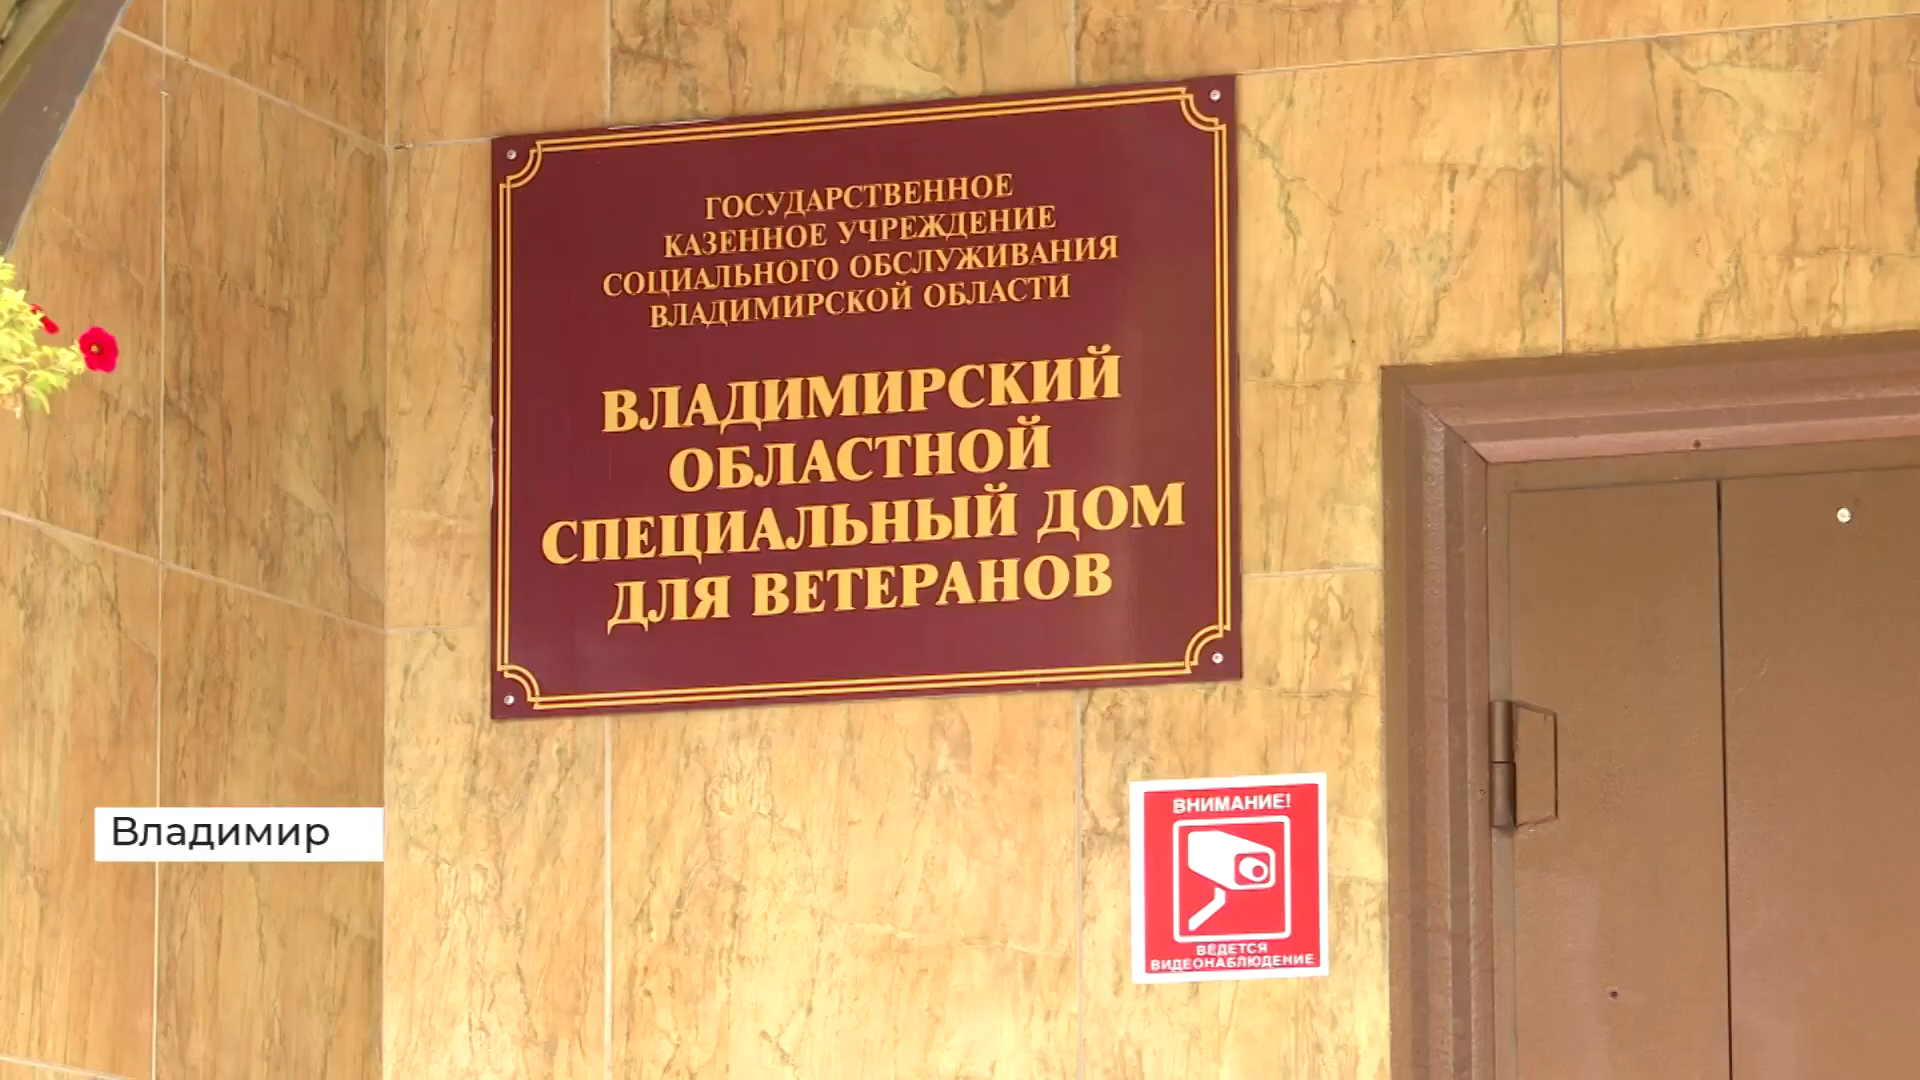 ГОСУДАРСТВЕННОЕ
КАЗЕННОЕ УЧРЕЖДЕНИЕ
СОЦИАЛЬНОГО ОБСЛУЖИВАНИЯ
ВЛАДИМИРСКОЙ ОБЛАСТИ
ВЛАДИМИРСКИЙ
ОБЛАСТНОЙ
СПЕЦИАЛЬНЫЙ ДОМ
ДЛЯ ВЕТЕРАНОВ
Владимир
ВНИМАНИЕ!
ВЕДЕТСЯ
ВИДЕОНАБЛЮДЕНИЕ